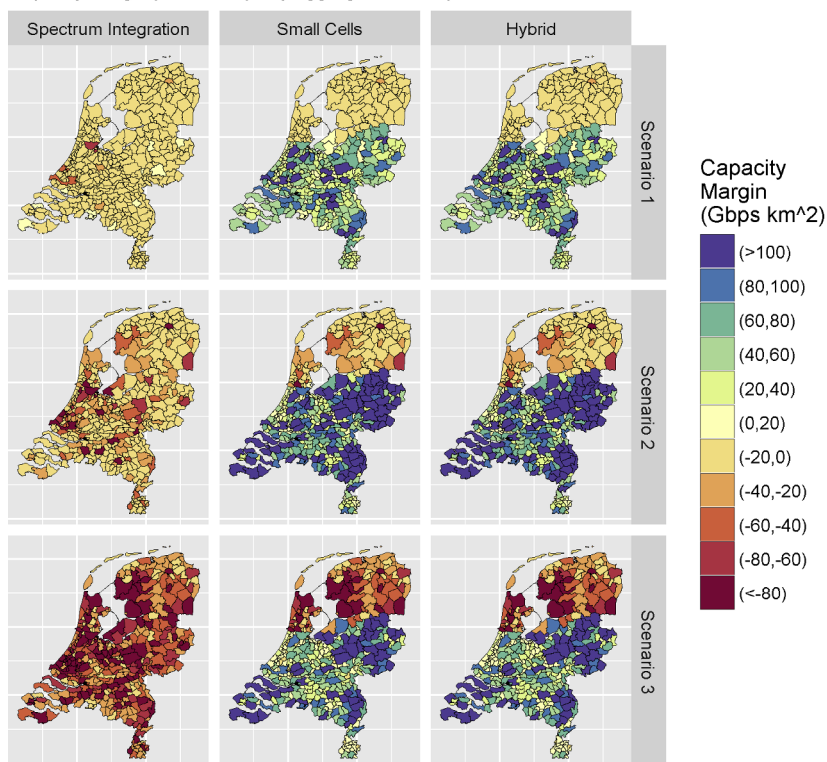 Spectrum Integration
Small Cells
Hybrid
Scenario 1
Scenario 2
Scenario 3
Capacity
Margin
(Gbps km^2)
(>100)
(80,100)
(60,80)
(40,60)
(20,40)
(0,20)
(-20,0)
(-40,-20)
(-60,-40)
(-80,-60)
(<-80)